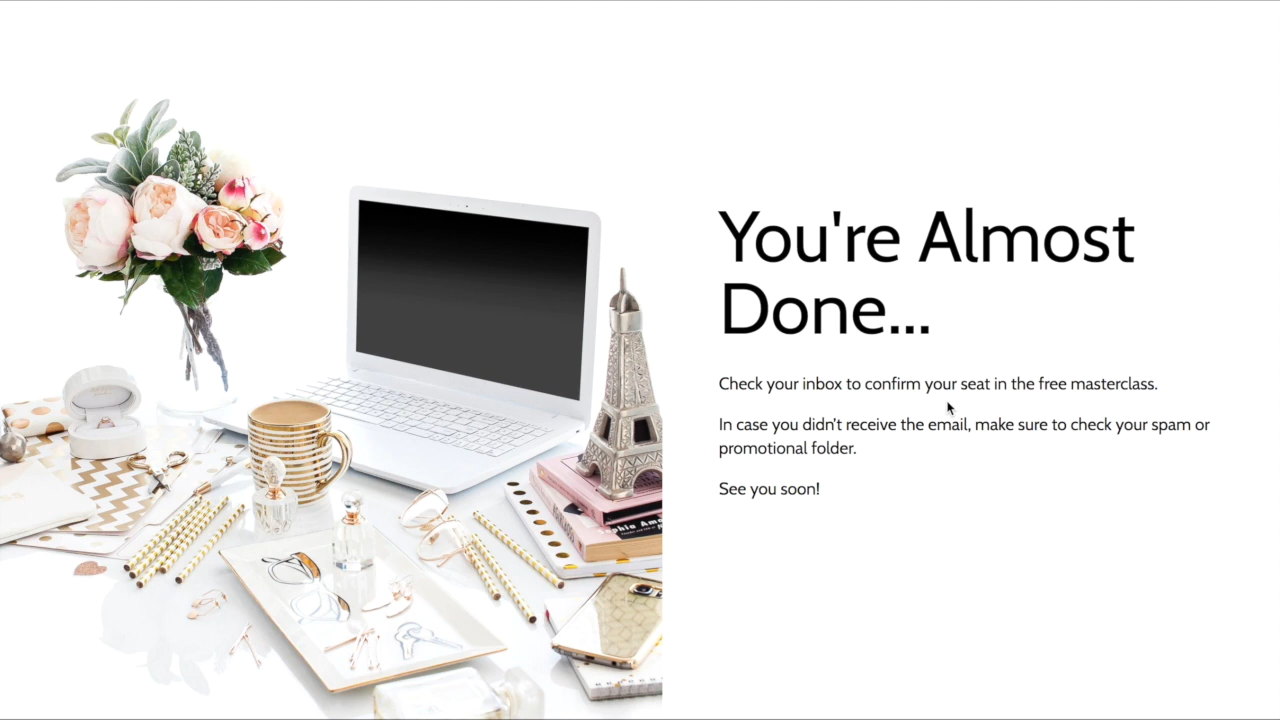 You're Almost
Done...
Check your inbox to confirm your seat in the free masterclass.
In case you didn't receive the email, make sure to check your spam or
promotional folder.
See you soon!